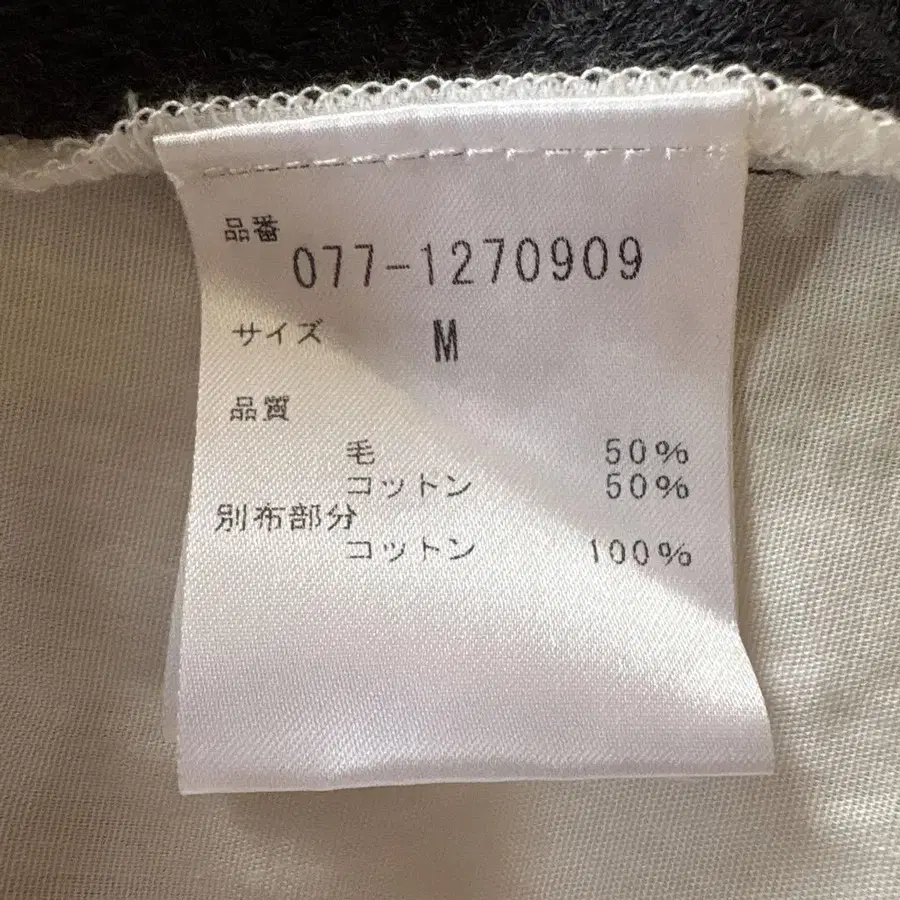 品番
077-1270909
サイズ M
品質
毛 50%
コットン 50%
別布部分
コットン 100%